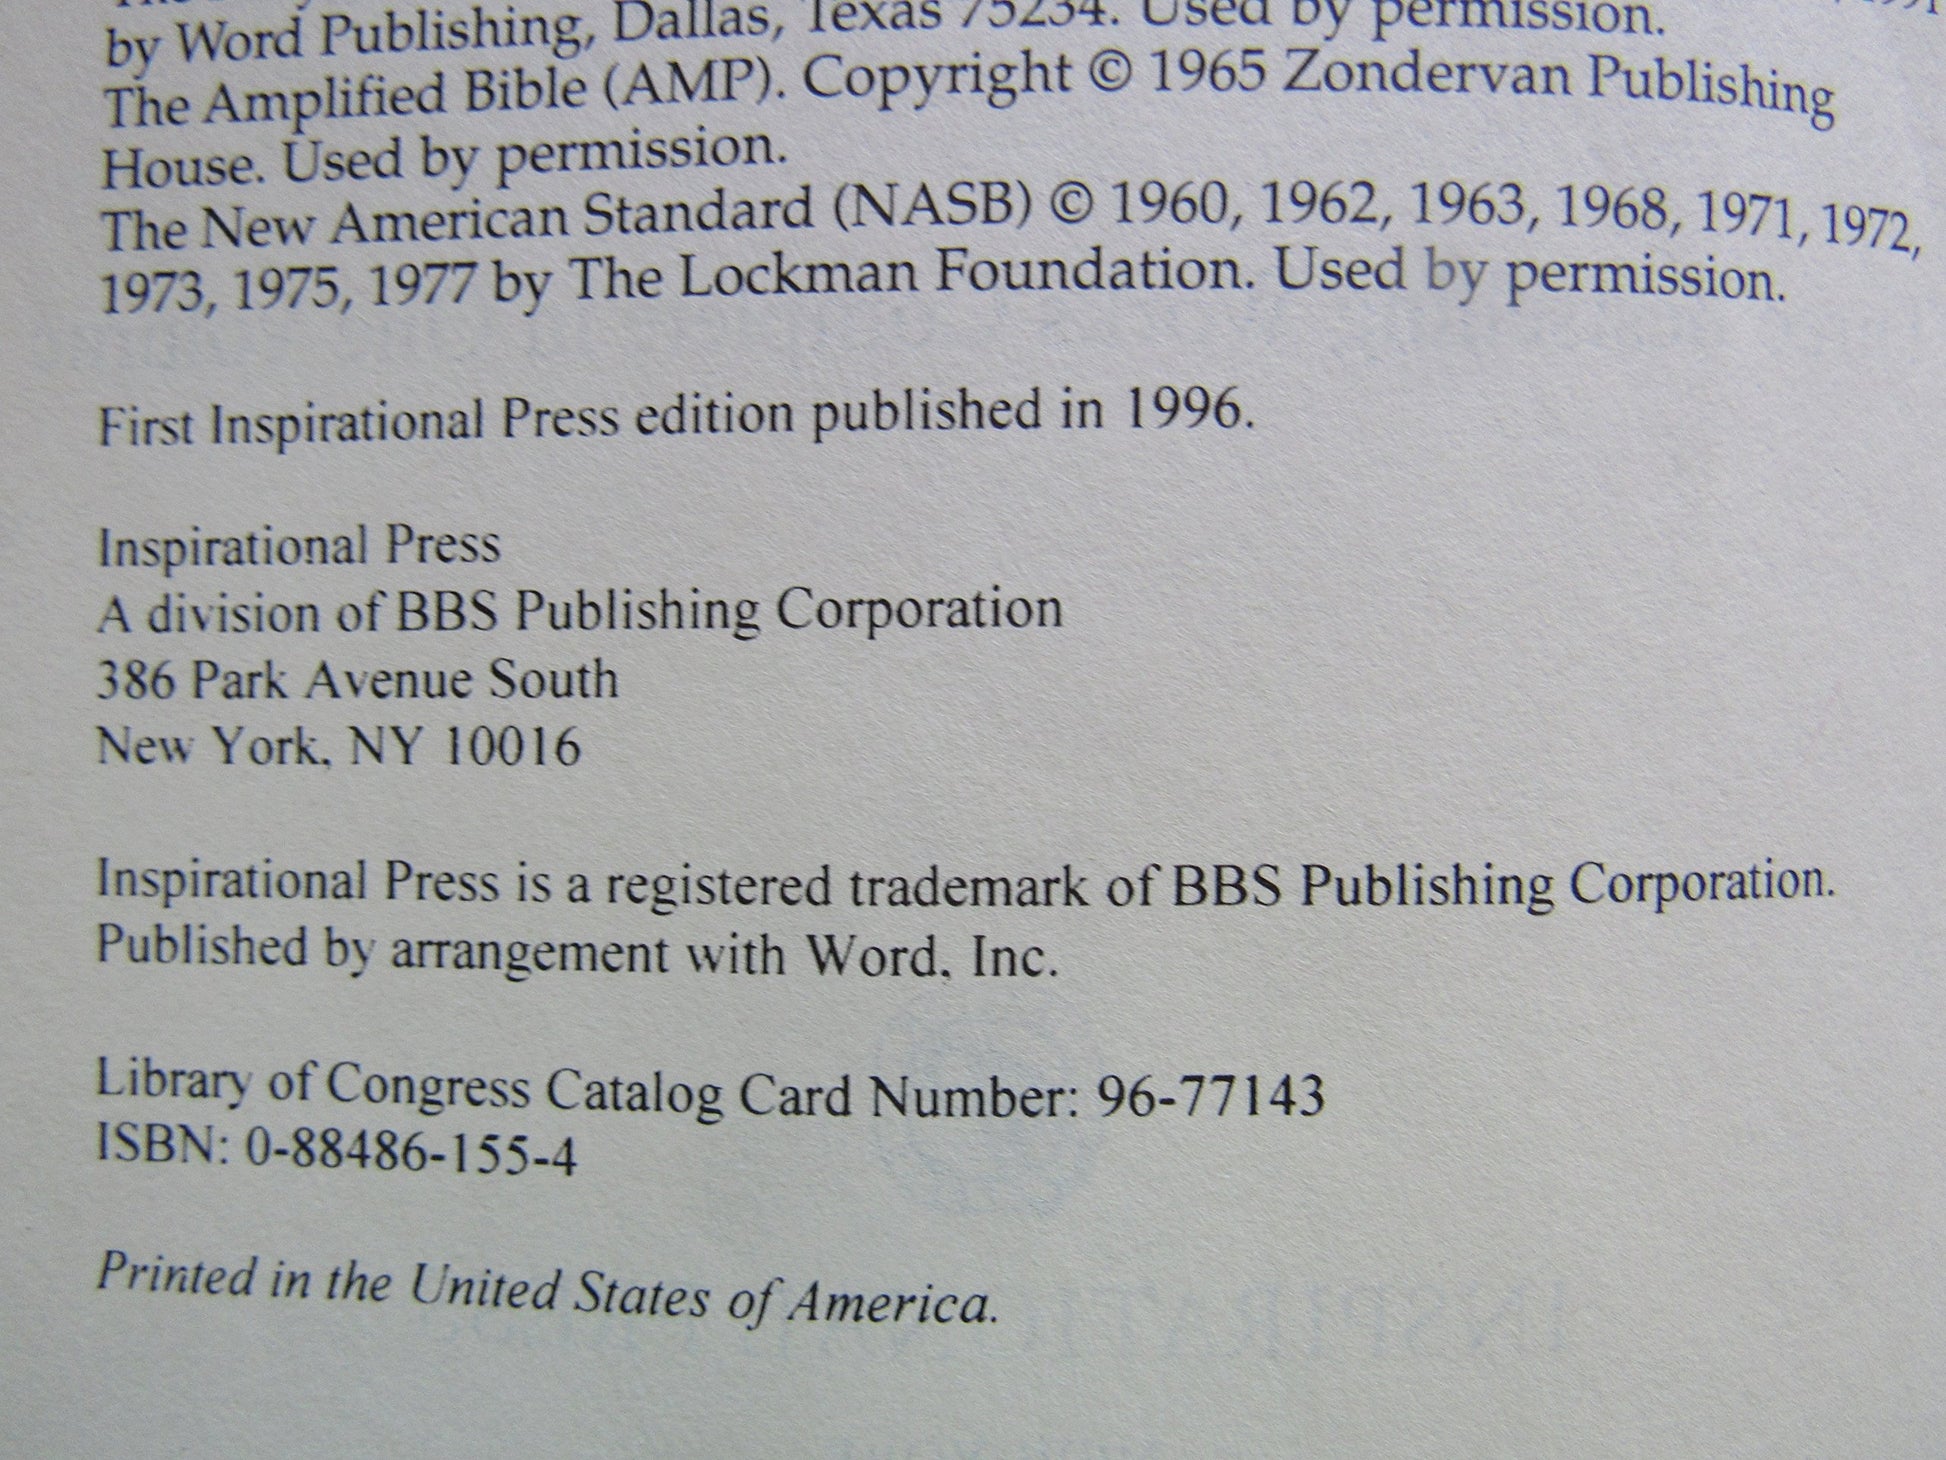 by Word Publishing, Dallas, Texas 75234. Used by permission.
The Amplified Bible (AMP). Copyright © 1965 Zondervan Publishing
House. Used by permission.
The New American Standard (NASB) © 1960, 1962, 1963, 1968, 1971, 1972,
1973, 1975, 1977 by The Lockman Foundation. Used by permission.
First Inspirational Press edition published in 1996.
Inspirational Press
A division of BBS Publishing Corporation
386 Park Avenue South
New York, NY 10016
Inspirational Press is a registered trademark of BBS Publishing Corporation.
Published by arrangement with Word, Inc.
Library of Congress Catalog Card Number: 96-77143
ISBN: 0-88486-155-4
Printed in the United States of America.